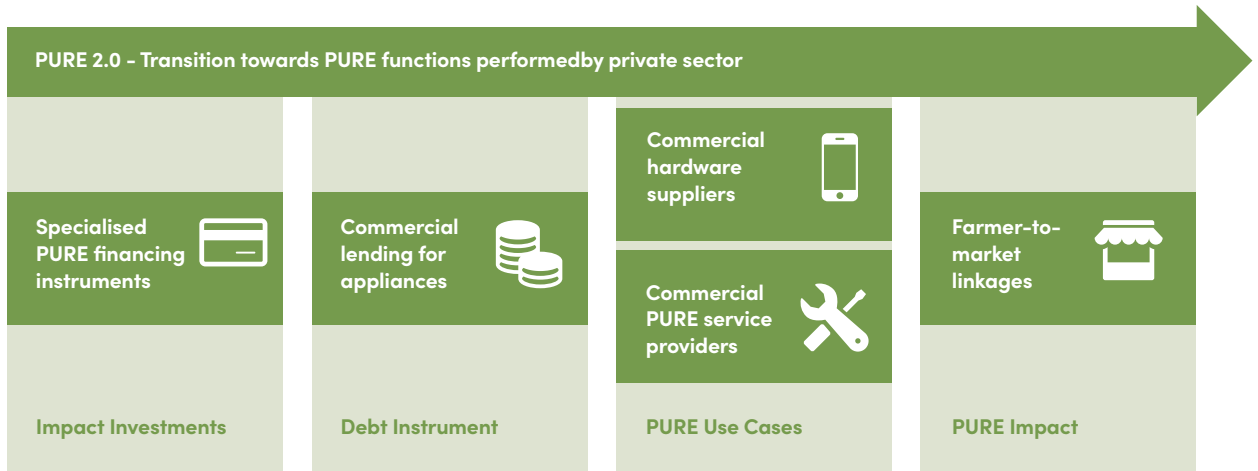 PURE 2.0 - Transition towards PURE functions performedby private sector
Specialised
PURE financing
instruments
Impact Investments
Commercial
lending for
appliances
Debt Instrument
Commercial
hardware
suppliers
Commercial
PURE service
providers
PURE Use Cases
Farmer-to-
market
linkages
PURE Impact